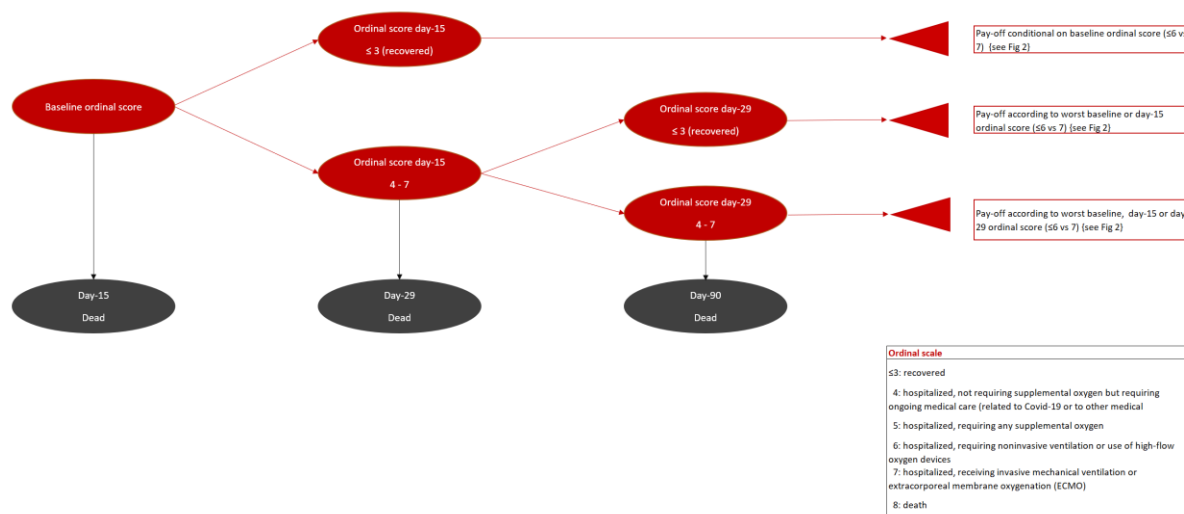 Ordinal score day-15
≤ 3 (recovered)
Pay-off conditional on baseline ordinal score (≤6 vs
7) (see Fig 2)
Baseline ordinal score
Ordinal score day-29
≤ 3 (recovered)
Pay-off according to worst baseline or day-15
ordinal score (≤6 vs 7) (see Fig 2)
Ordinal score day-15
4 - 7
Ordinal score day-29
4 - 7
Pay-off according to worst baseline, day-15 or day-
29 ordinal score (≤6 vs 7) (see Fig 2)
Day-15
Dead
Day-29
Dead
Day-90
Dead
Ordinal scale
≤3: recovered
4: hospitalized, not requiring supplemental oxygen but requiring
ongoing medical care (related to Covid-19 or to other medical
5: hospitalized, requiring any supplemental oxygen
6: hospitalized, requiring noninvasive ventilation or use of high-flow
oxygen devices
7: hospitalized, receiving invasive mechanical ventilation or
extracorporeal membrane oxygenation (ECMO)
8: death